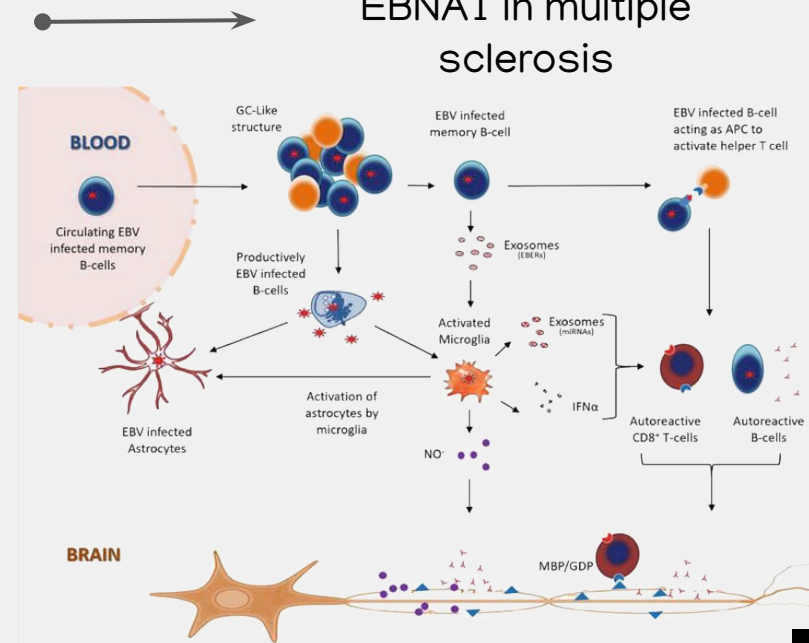 EBNA1 in multiple
sclerosis
BLOOD
Circulating EBV
infected memory
B-cells
GC-Like
structure
EBV infected
memory B-cell
EBV infected B-cell
acting as APC to
activate helper T cell
Exosomes
(EBERs)
Productively
EBV infected
B-cells
Activated
Microglia
Exosomes
(miRNAs)
IFNα
Activation of
astrocytes by
microglia
EBV infected
Astrocytes
NO⁻
Autoreactive
CD8⁺ T-cells
Autoreactive
B-cells
BRAIN
MBP/GDP